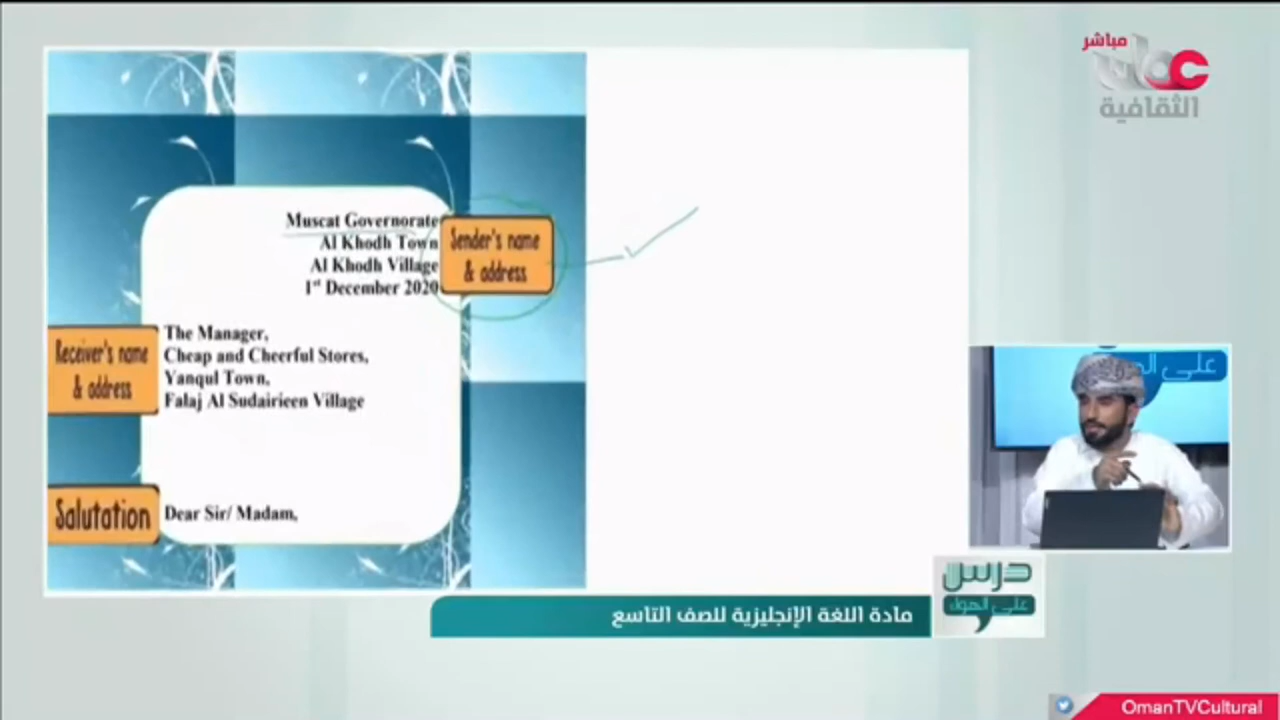 مباشر
عمان
الثقافية
Muscat Governorate
Al Khodh Town
Al Khodh Village
1st December 2020
Sender's name
& address
Receiver's name
& address
The Manager,
Cheap and Cheerful Stores,
Yanqul Town,
Falaj Al Sudairieen Village
Salutation
Dear Sir/ Madam,
على الهواء
درس
على الهواء
مادة اللغة الإنجليزية للصف التاسع
OmanTVCultural